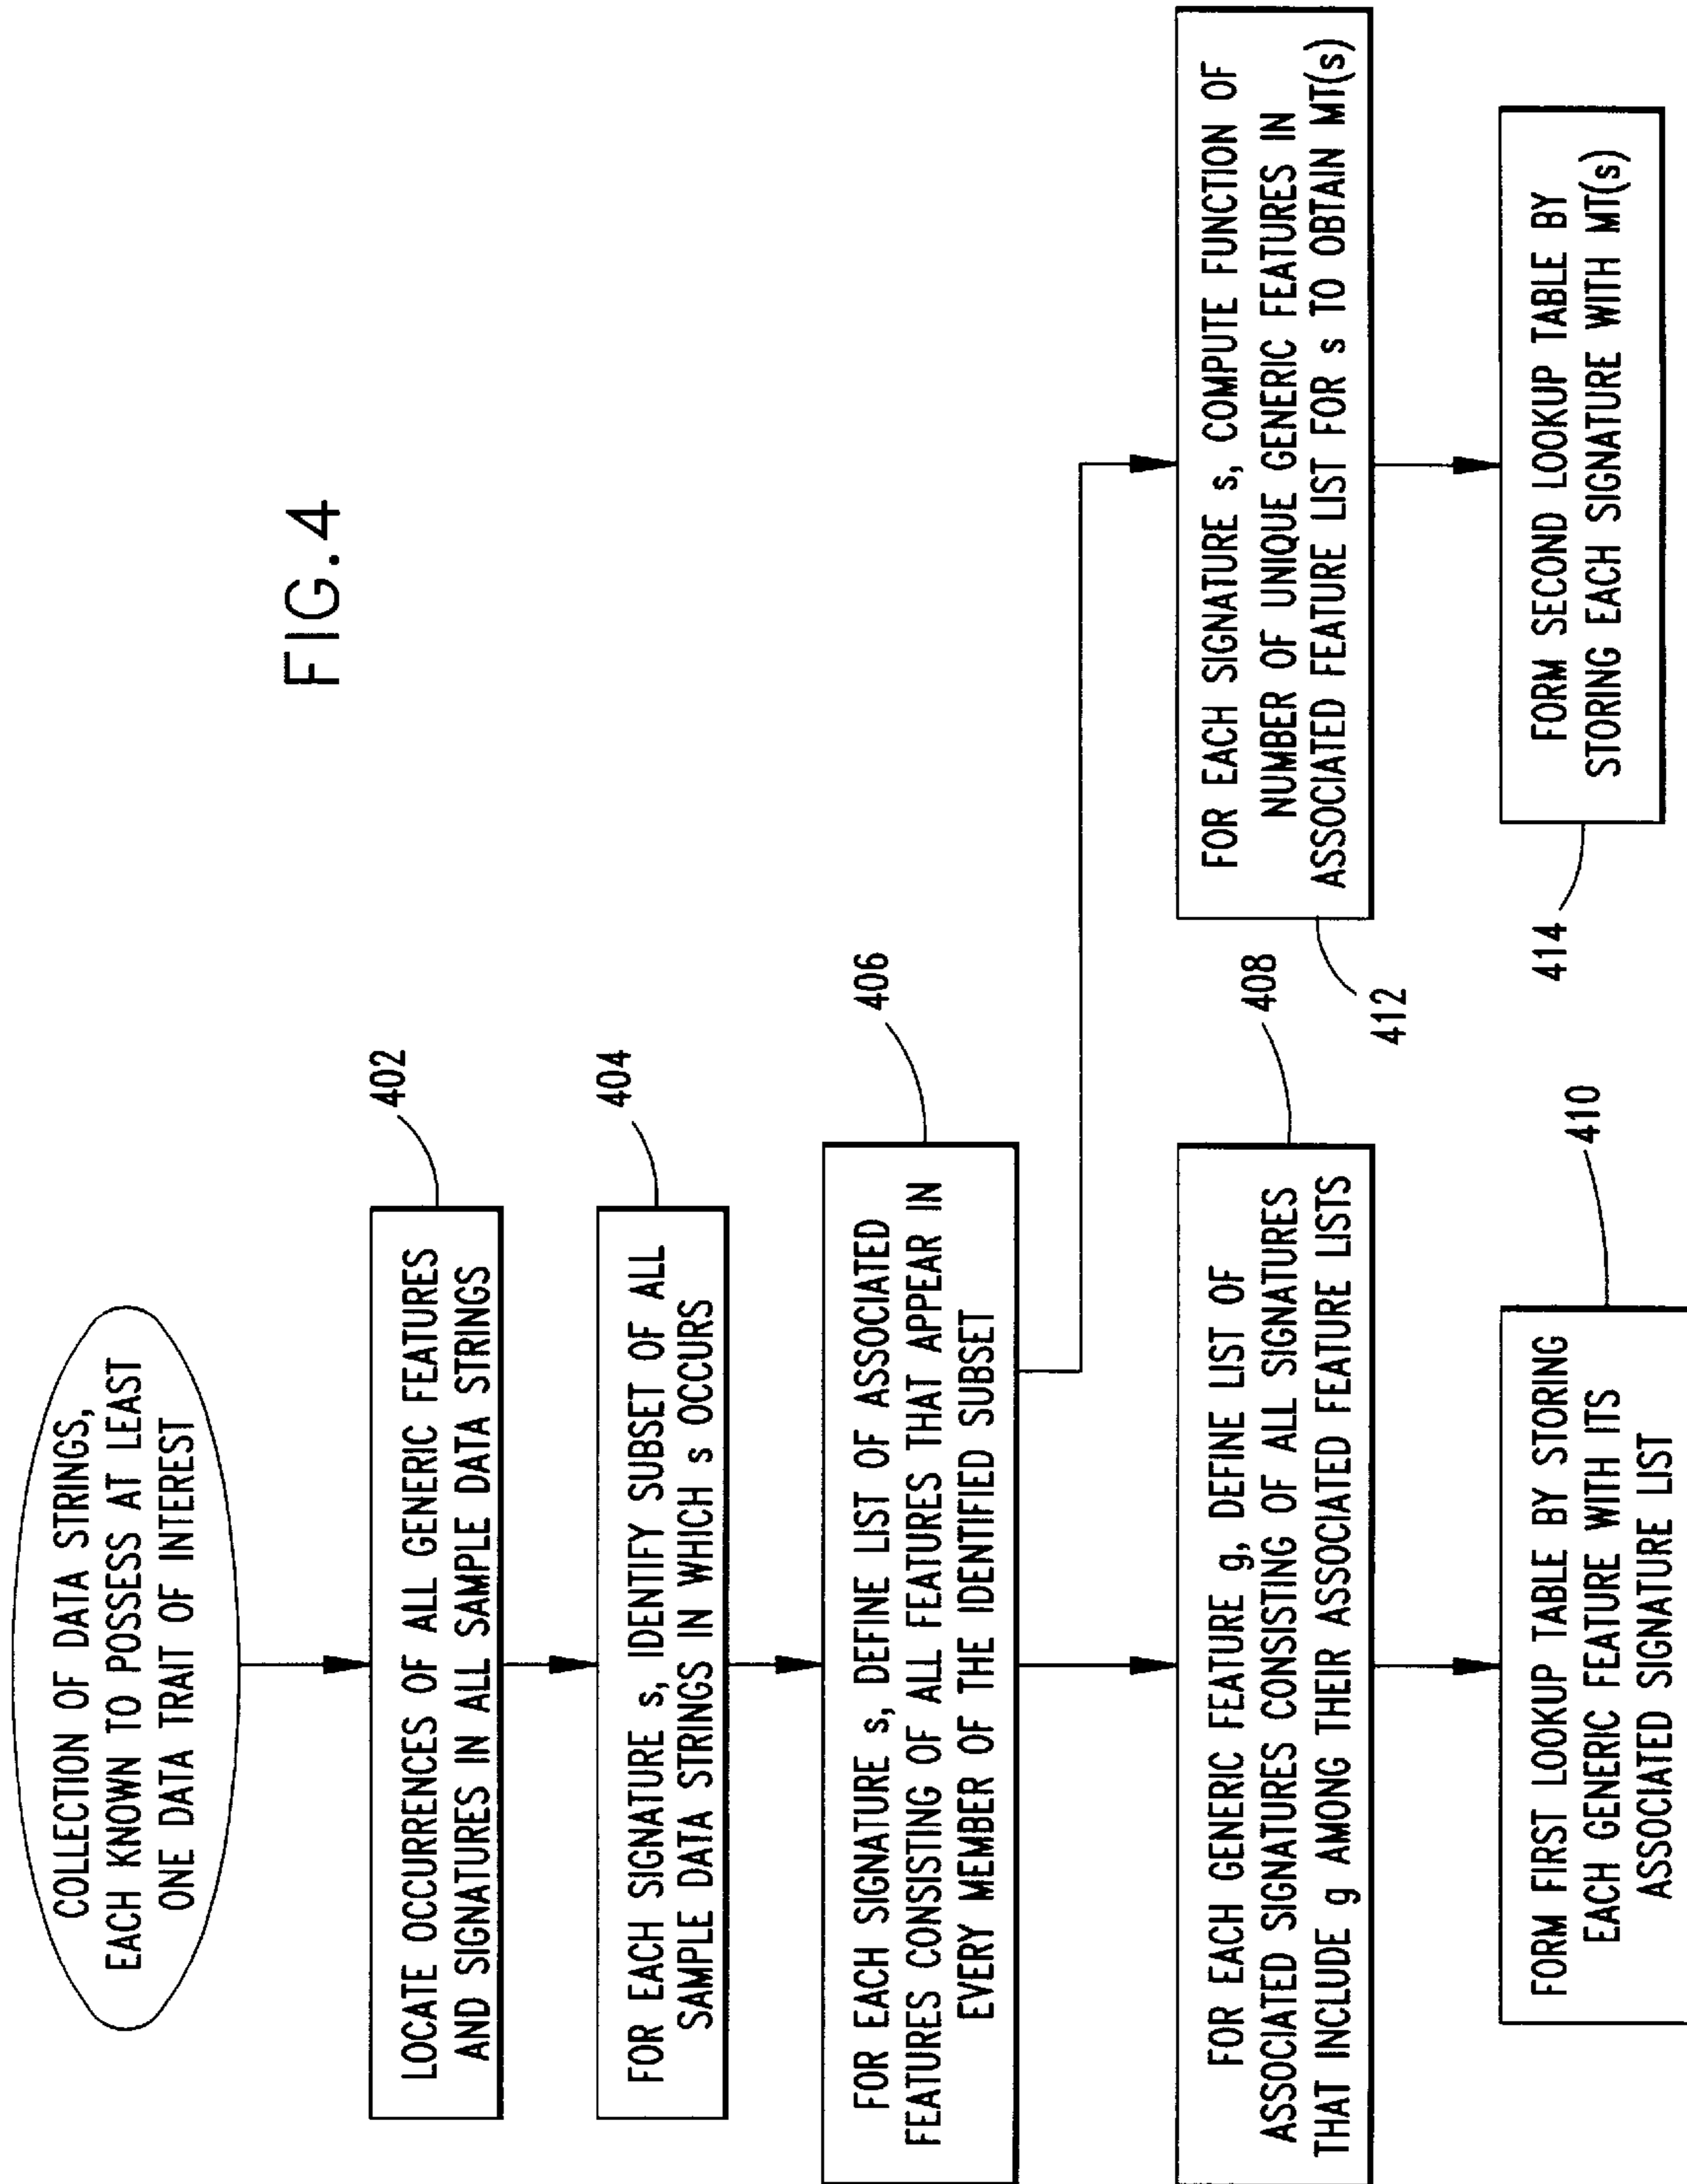 FIG.4
COLLECTION OF DATA STRINGS,
EACH KNOWN TO POSSESS AT LEAST
ONE DATA TRAIT OF INTEREST
402
LOCATE OCCURRENCES OF ALL GENERIC FEATURES
AND SIGNATURES IN ALL SAMPLE DATA STRINGS
404
FOR EACH SIGNATURE s, IDENTIFY SUBSET OF ALL
SAMPLE DATA STRINGS IN WHICH s OCCURS
406
FOR EACH SIGNATURE s, DEFINE LIST OF ASSOCIATED
FEATURES CONSISTING OF ALL FEATURES THAT APPEAR IN
EVERY MEMBER OF THE IDENTIFIED SUBSET
408
FOR EACH GENERIC FEATURE g, DEFINE LIST OF
ASSOCIATED SIGNATURES CONSISTING OF ALL SIGNATURES
THAT INCLUDE g AMONG THEIR ASSOCIATED FEATURE LISTS
410
FORM FIRST LOOKUP TABLE BY STORING
EACH GENERIC FEATURE WITH ITS
ASSOCIATED SIGNATURE LIST
412
FOR EACH SIGNATURE s, COMPUTE FUNCTION OF
NUMBER OF UNIQUE GENERIC FEATURES IN
ASSOCIATED FEATURE LIST FOR s TO OBTAIN MT(s)
414
FORM SECOND LOOKUP TABLE BY
STORING EACH SIGNATURE WITH MT(s)